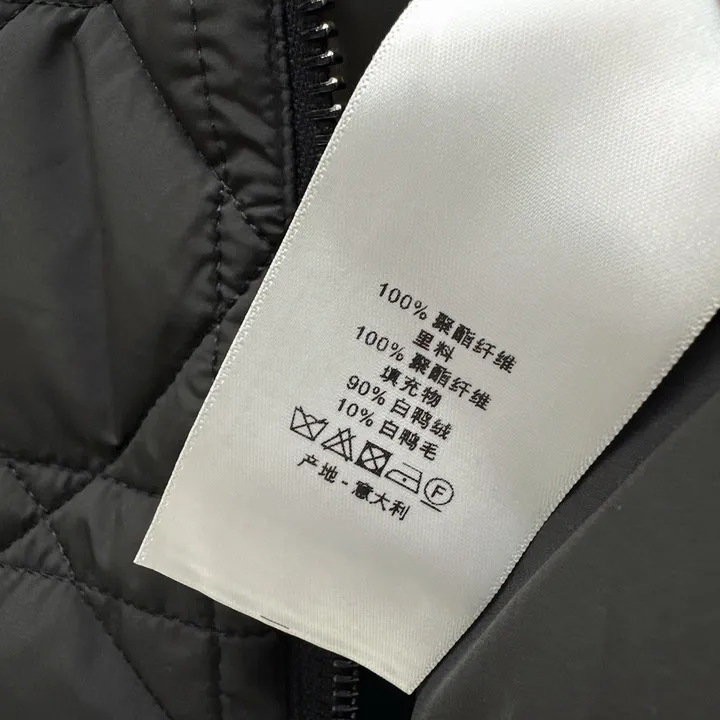 100% 聚酯纤维
里料
100% 聚酯纤维
填充物
90% 白鸭绒
10% 白鸭毛
F
产地 - 意大利